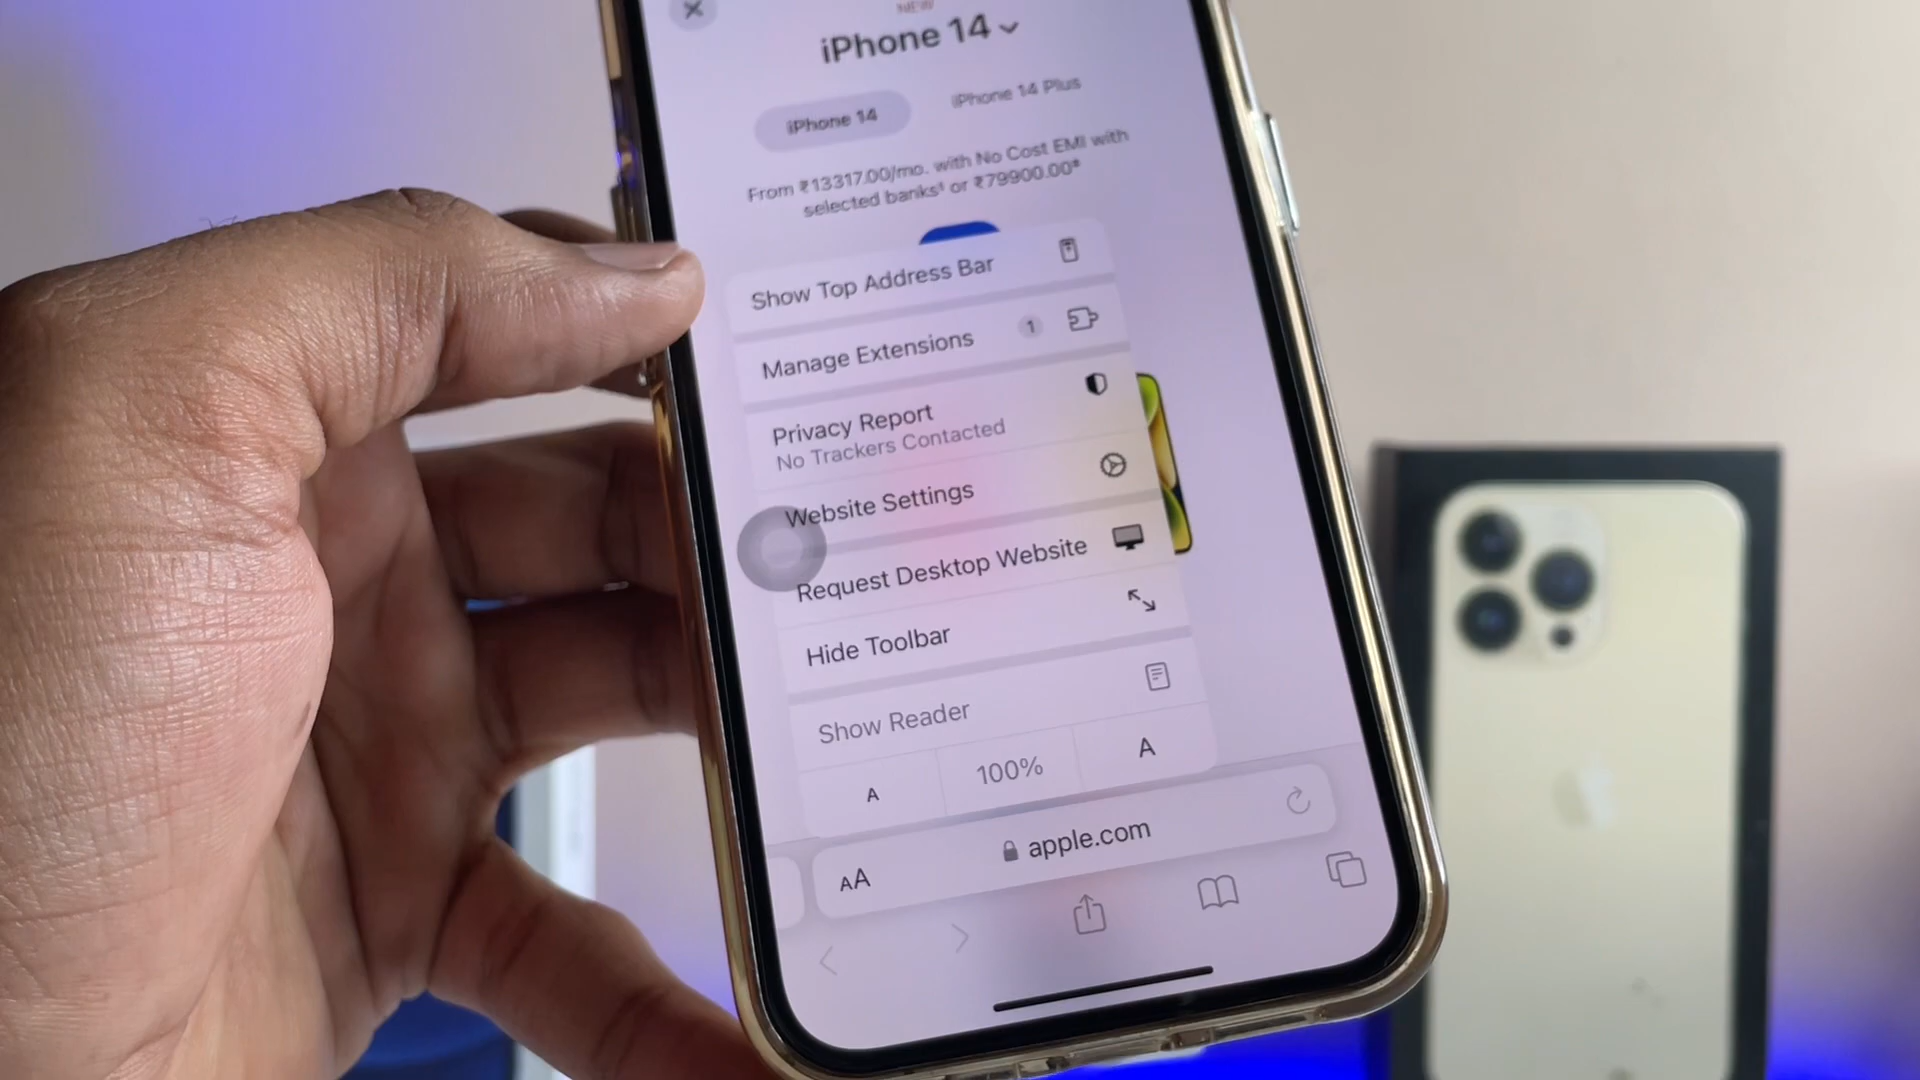 NEW
iPhone 14
iPhone 14 iPhone 14 Plus
From ₹13317.00/mo. with No Cost EMI with
selected banks‡ or ₹79900.00*
Show Top Address Bar
Manage Extensions 1
Privacy Report
No Trackers Contacted
Website Settings
Request Desktop Website
Hide Toolbar
Show Reader
A 100% A
AA apple.com